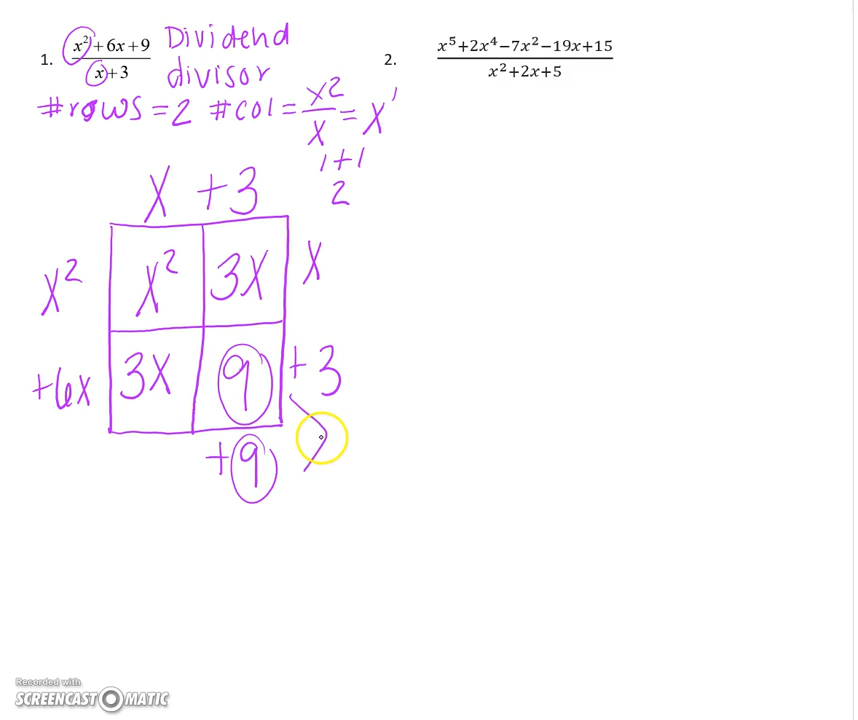 1. x²+6x+9 Dividend
x+3 divisor
#rows=2 #col= x²/x = x¹
1+1
2
x +3
x² x² 3x x
+6x 3x 9 +3
+9
2. x⁵+2x⁴−7x²−19x+15
x²+2x+5
Recorded with
SCREENCAST-O-MATIC